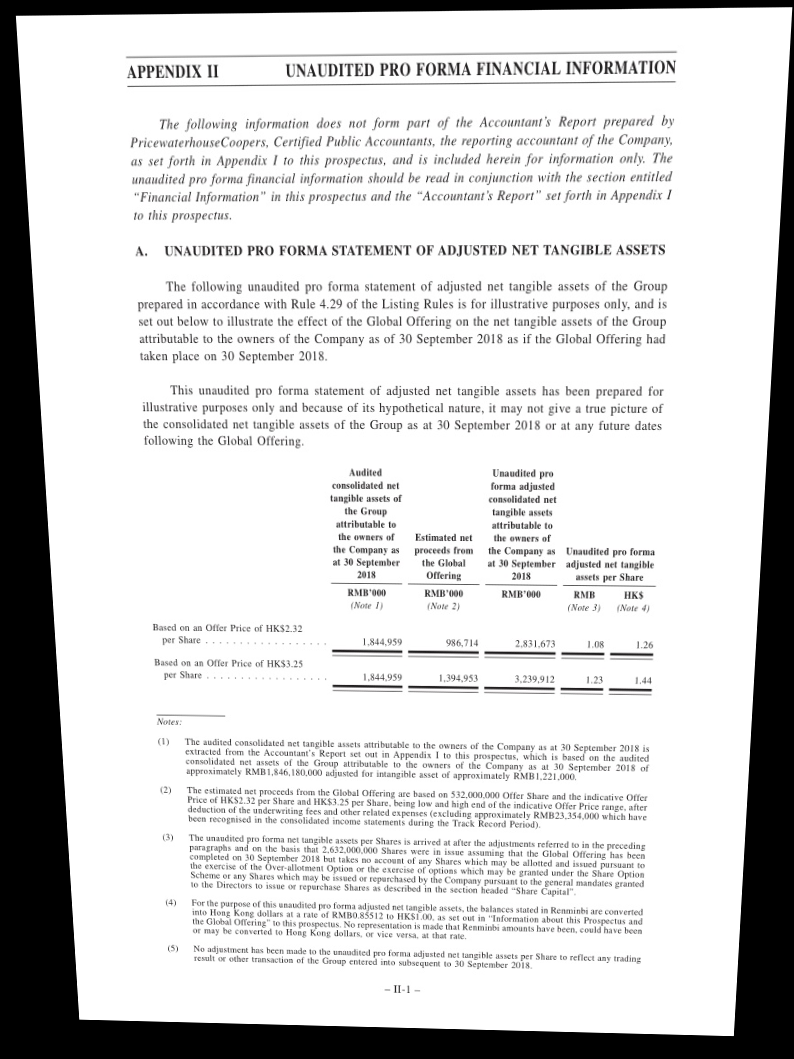 APPENDIX II UNAUDITED PRO FORMA FINANCIAL INFORMATION
The following information does not form part of the Accountant's Report prepared by
PricewaterhouseCoopers, Certified Public Accountants, the reporting accountant of the Company,
as set forth in Appendix I to this prospectus, and is included herein for information only. The
unaudited pro forma financial information should be read in conjunction with the section entitled
“Financial Information” in this prospectus and the “Accountant's Report” set forth in Appendix I
to this prospectus.
A. UNAUDITED PRO FORMA STATEMENT OF ADJUSTED NET TANGIBLE ASSETS
The following unaudited pro forma statement of adjusted net tangible assets of the Group
prepared in accordance with Rule 4.29 of the Listing Rules is for illustrative purposes only, and is
set out below to illustrate the effect of the Global Offering on the net tangible assets of the Group
attributable to the owners of the Company as of 30 September 2018 as if the Global Offering had
taken place on 30 September 2018.
This unaudited pro forma statement of adjusted net tangible assets has been prepared for
illustrative purposes only and because of its hypothetical nature, it may not give a true picture of
the consolidated net tangible assets of the Group as at 30 September 2018 or at any future dates
following the Global Offering.
Audited Unaudited pro
consolidated net forma adjusted
tangible assets of consolidated net
the Group tangible assets
attributable to attributable to
the owners of Estimated net the owners of
the Company as proceeds from the Company as Unaudited pro forma
at 30 September the Global at 30 September adjusted net tangible
2018 Offering 2018 assets per Share
RMB'000 RMB'000 RMB'000 RMB HK$
(Note 1) (Note 2) (Note 3) (Note 4)
Based on an Offer Price of HK$2.32
per Share . . . . . . . . . . . . . . . . . . 1,844,959 986,714 2,831,673 1.08 1.26
Based on an Offer Price of HK$3.25
per Share . . . . . . . . . . . . . . . . . . 1,844,959 1,394,953 3,239,912 1.23 1.44
Notes:
(1) The audited consolidated net tangible assets attributable to the owners of the Company as at 30 September 2018 is
extracted from the Accountant's Report set out in Appendix I to this prospectus, which is based on the audited
consolidated net assets of the Group attributable to the owners of the Company as at 30 September 2018 of
approximately RMB1,846,180,000 adjusted for intangible asset of approximately RMB1,221,000.
(2) The estimated net proceeds from the Global Offering are based on 532,000,000 Offer Share and the indicative Offer
Price of HK$2.32 per Share and HK$3.25 per Share, being low and high end of the indicative Offer Price range, after
deduction of the underwriting fees and other related expenses (excluding approximately RMB23,354,000 which have
been recognised in the consolidated income statements during the Track Record Period).
(3) The unaudited pro forma net tangible assets per Shares is arrived at after the adjustments referred to in the preceding
paragraphs and on the basis that 2,632,000,000 Shares were in issue assuming that the Global Offering has been
completed on 30 September 2018 but takes no account of any Shares which may be allotted and issued pursuant to
the exercise of the Over-allotment Option or the exercise of options which may be granted under the Share Option
Scheme or any Shares which may be issued or repurchased by the Company pursuant to the general mandates granted
to the Directors to issue or repurchase Shares as described in the section headed “Share Capital”.
(4) For the purpose of this unaudited pro forma adjusted net tangible assets, the balances stated in Renminbi are converted
into Hong Kong dollars at a rate of RMB0.85512 to HK$1.00, as set out in “Information about this Prospectus and
the Global Offering” to this prospectus. No representation is made that Renminbi amounts have been, could have been
or may be converted to Hong Kong dollars, or vice versa, at that rate.
(5) No adjustment has been made to the unaudited pro forma adjusted net tangible assets per Share to reflect any trading
result or other transaction of the Group entered into subsequent to 30 September 2018.
– II-1 –